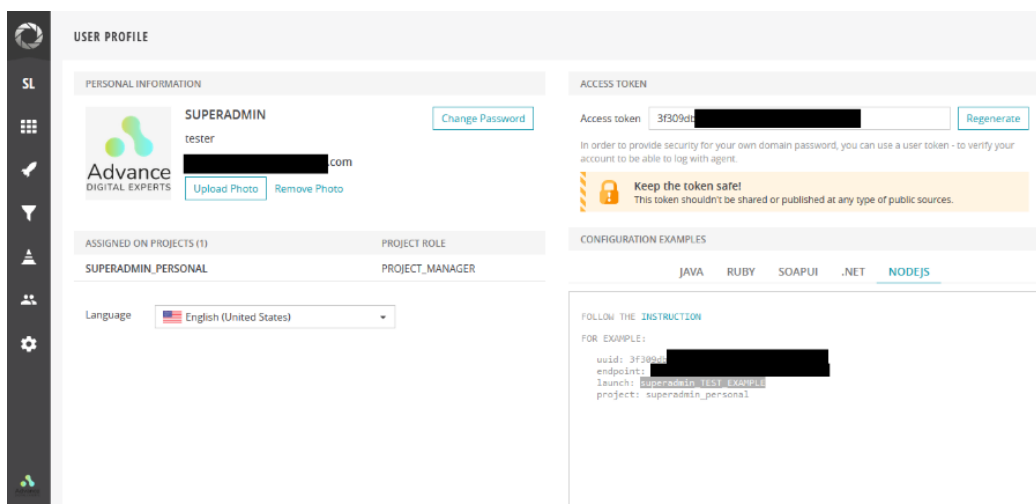 USER PROFILE
SL
PERSONAL INFORMATION
SUPERADMIN
tester
.com
Change Password
Upload Photo
Remove Photo
Advance
DIGITAL EXPERTS
ASSIGNED ON PROJECTS (1)
PROJECT ROLE
SUPERADMIN_PERSONAL
PROJECT_MANAGER
Language
English (United States)
ACCESS TOKEN
Access token
3f309db
Regenerate
In order to provide security for your own domain password, you can use a user token - to verify your
account to be able to log with agent.
Keep the token safe!
This token shouldn't be shared or published at any type of public sources.
CONFIGURATION EXAMPLES
JAVA RUBY SOAPUI .NET NODEJS
FOLLOW THE INSTRUCTION
FOR EXAMPLE:
uuid: 3f309db
endpoint:
launch: superadmin_TEST_EXAMPLE
project: superadmin_personal